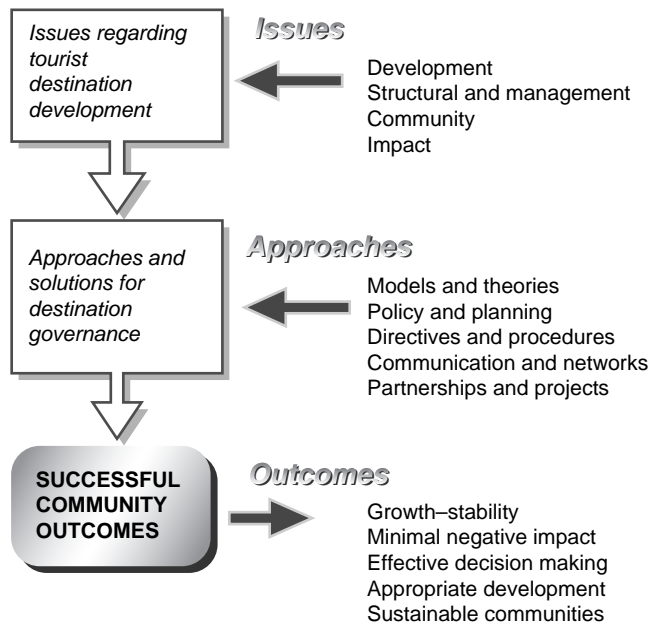 Issues regarding
tourist
destination
development
Issues
Development
Structural and management
Community
Impact
Approaches and
solutions for
destination
governance
Approaches
Models and theories
Policy and planning
Directives and procedures
Communication and networks
Partnerships and projects
SUCCESSFUL
COMMUNITY
OUTCOMES
Outcomes
Growth–stability
Minimal negative impact
Effective decision making
Appropriate development
Sustainable communities